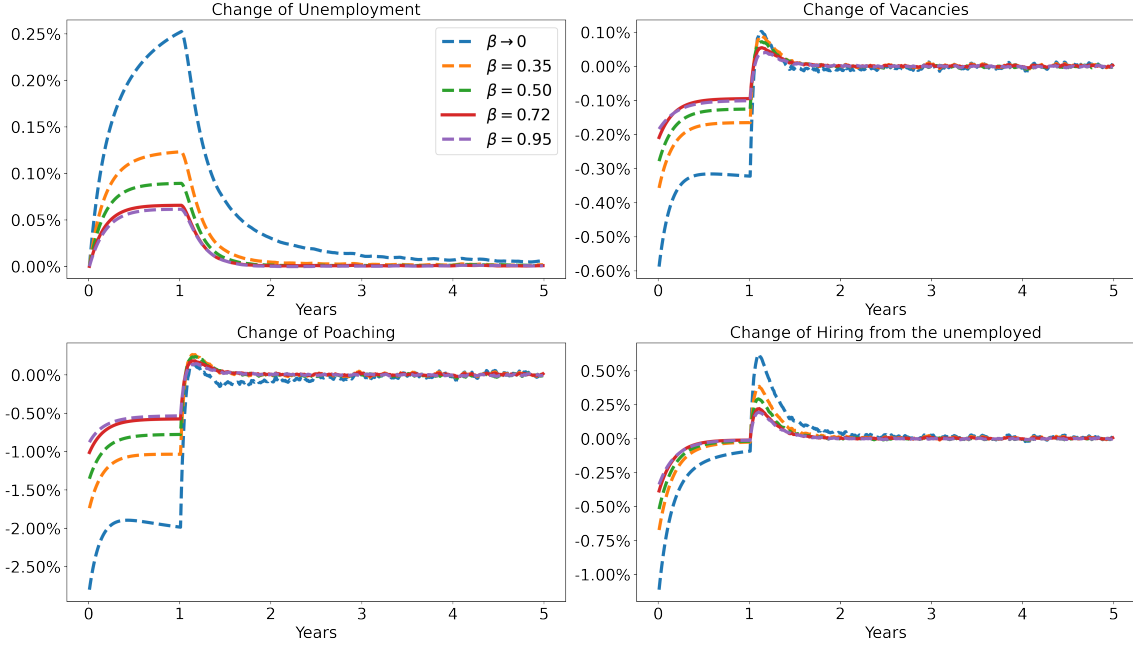 Change of Unemployment
0.25%
0.20%
0.15%
0.10%
0.05%
0.00%
β → 0
β = 0.35
β = 0.50
β = 0.72
β = 0.95
0 1 2 3 4 5
Years
Change of Vacancies
0.10%
0.00%
-0.10%
-0.20%
-0.30%
-0.40%
-0.50%
-0.60%
0 1 2 3 4 5
Years
Change of Poaching
0.00%
-0.50%
-1.00%
-1.50%
-2.00%
-2.50%
0 1 2 3 4 5
Years
Change of Hiring from the unemployed
0.50%
0.25%
0.00%
-0.25%
-0.50%
-0.75%
-1.00%
0 1 2 3 4 5
Years